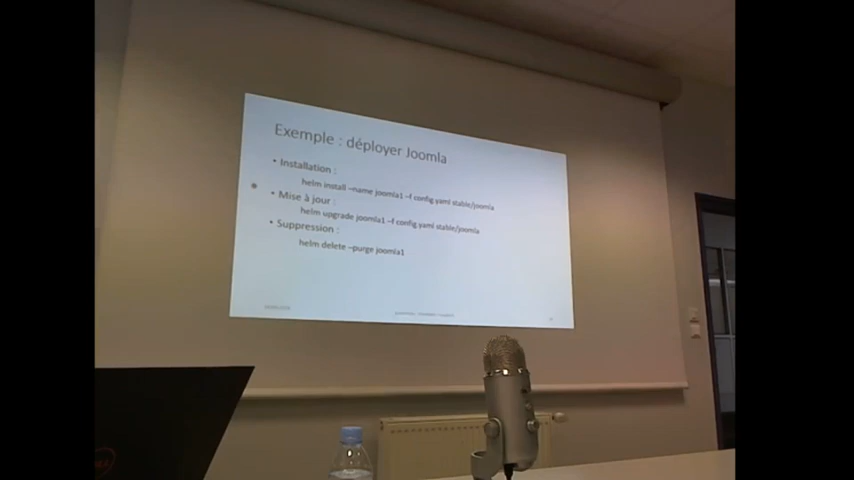 Exemple : déployer Joomla
• Installation :
helm install –name joomla1 –f config.yaml stable/joomla
• Mise à jour :
helm upgrade joomla1 –f config.yaml stable/joomla
• Suppression :
helm delete –purge joomla1